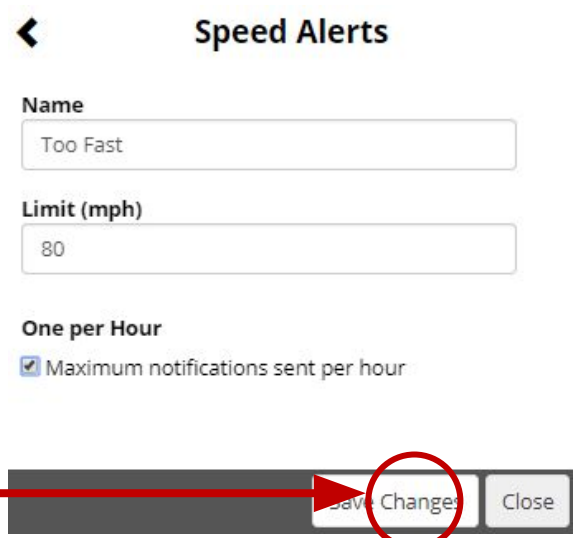 Speed Alerts
Name
Too Fast
Limit (mph)
80
One per Hour
Maximum notifications sent per hour
Save Changes
Close